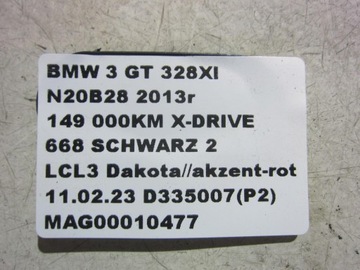 BMW 3 GT 328XI
N20B28 2013r
149 000KM X-DRIVE
668 SCHWARZ 2
LCL3 Dakota//akzent-rot
11.02.23 D335007(P2)
MAG00010477